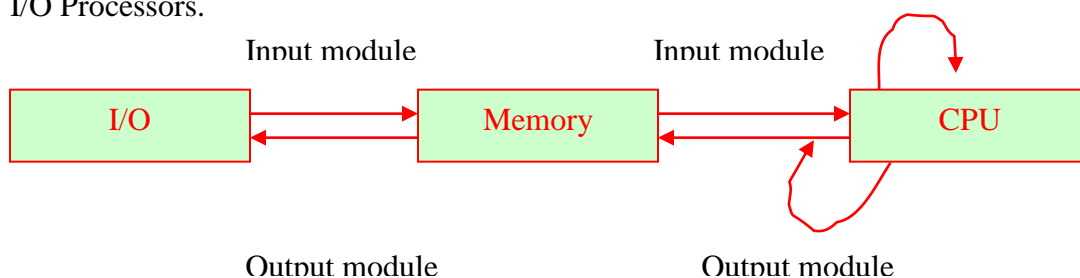 I/O Processors.
Input module Input module
I/O Memory CPU
Output module Output module